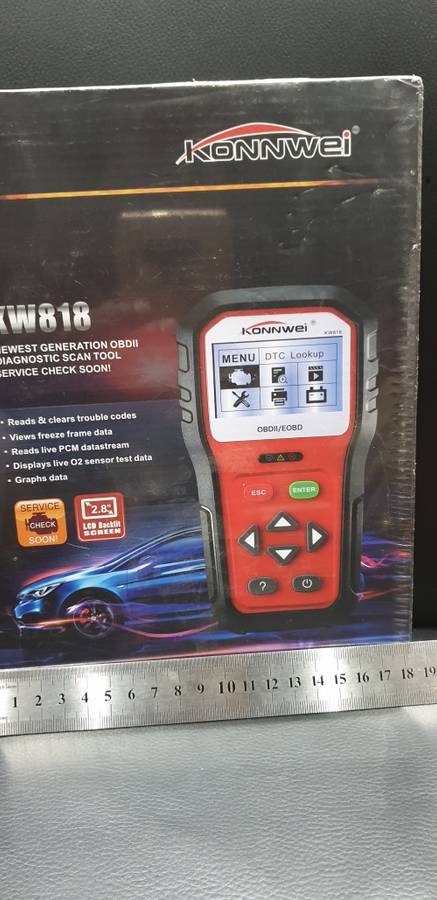 KONNWEI
KW818
NEWEST GENERATION OBDII
DIAGNOSTIC SCAN TOOL
SERVICE CHECK SOON!
KONNWEI®
KW818
MENU DTC Lookup
OBDII/EOBD
• Reads & clears trouble codes
• Views freeze frame data
• Reads live PCM datastream
• Displays live O2 sensor test data
• Graphs data
ESC ENTER
SERVICE
CHECK
SOON!
2.8"
LCD Backlit
SCREEN
?
1 2 3 4 5 6 7 8 9 10 11 12 13 14 15 16 17 18 19